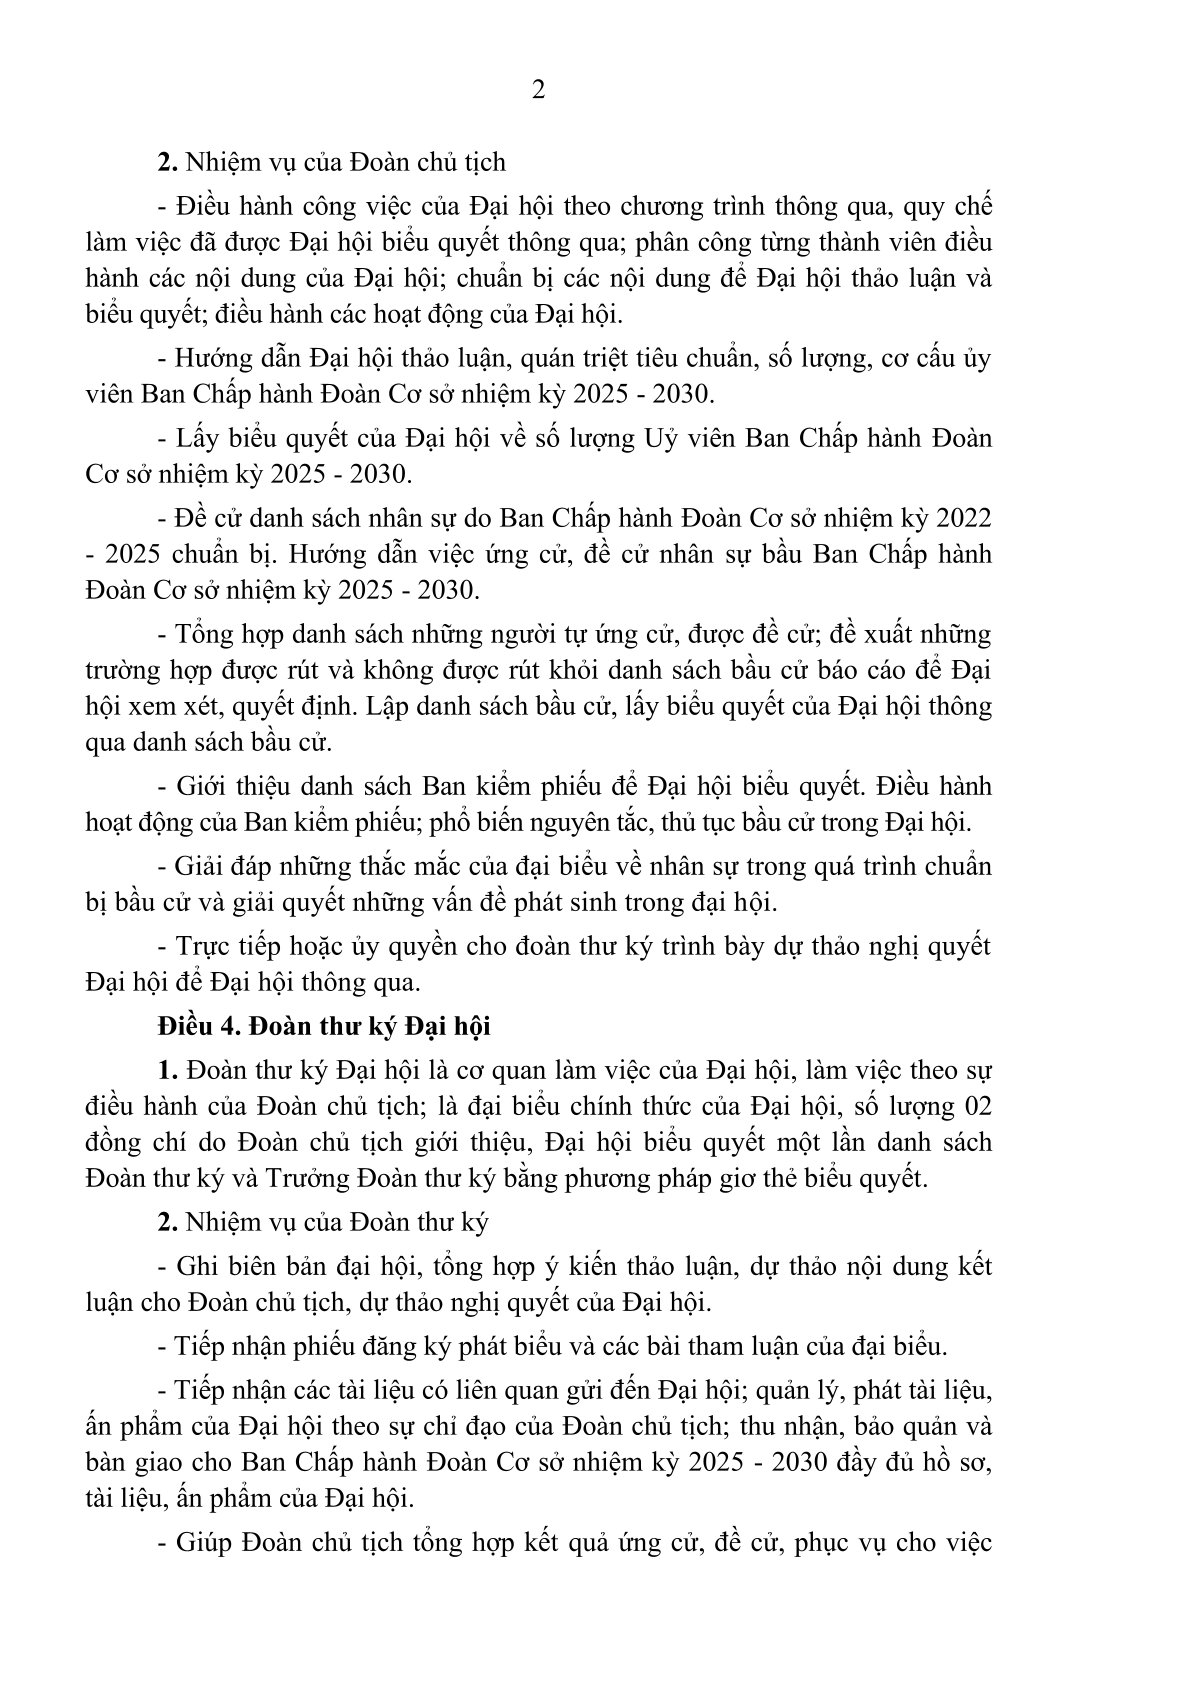 2
2. Nhiệm vụ của Đoàn chủ tịch
- Điều hành công việc của Đại hội theo chương trình thông qua, quy chế
làm việc đã được Đại hội biểu quyết thông qua; phân công từng thành viên điều
hành các nội dung của Đại hội; chuẩn bị các nội dung để Đại hội thảo luận và
biểu quyết; điều hành các hoạt động của Đại hội.
- Hướng dẫn Đại hội thảo luận, quán triệt tiêu chuẩn, số lượng, cơ cấu ủy
viên Ban Chấp hành Đoàn Cơ sở nhiệm kỳ 2025 - 2030.
- Lấy biểu quyết của Đại hội về số lượng Uỷ viên Ban Chấp hành Đoàn
Cơ sở nhiệm kỳ 2025 - 2030.
- Đề cử danh sách nhân sự do Ban Chấp hành Đoàn Cơ sở nhiệm kỳ 2022
- 2025 chuẩn bị. Hướng dẫn việc ứng cử, đề cử nhân sự bầu Ban Chấp hành
Đoàn Cơ sở nhiệm kỳ 2025 - 2030.
- Tổng hợp danh sách những người tự ứng cử, được đề cử; đề xuất những
trường hợp được rút và không được rút khỏi danh sách bầu cử báo cáo để Đại
hội xem xét, quyết định. Lập danh sách bầu cử, lấy biểu quyết của Đại hội thông
qua danh sách bầu cử.
- Giới thiệu danh sách Ban kiểm phiếu để Đại hội biểu quyết. Điều hành
hoạt động của Ban kiểm phiếu; phổ biến nguyên tắc, thủ tục bầu cử trong Đại hội.
- Giải đáp những thắc mắc của đại biểu về nhân sự trong quá trình chuẩn
bị bầu cử và giải quyết những vấn đề phát sinh trong đại hội.
- Trực tiếp hoặc ủy quyền cho đoàn thư ký trình bày dự thảo nghị quyết
Đại hội để Đại hội thông qua.
Điều 4. Đoàn thư ký Đại hội
1. Đoàn thư ký Đại hội là cơ quan làm việc của Đại hội, làm việc theo sự
điều hành của Đoàn chủ tịch; là đại biểu chính thức của Đại hội, số lượng 02
đồng chí do Đoàn chủ tịch giới thiệu, Đại hội biểu quyết một lần danh sách
Đoàn thư ký và Trưởng Đoàn thư ký bằng phương pháp giơ thẻ biểu quyết.
2. Nhiệm vụ của Đoàn thư ký
- Ghi biên bản đại hội, tổng hợp ý kiến thảo luận, dự thảo nội dung kết
luận cho Đoàn chủ tịch, dự thảo nghị quyết của Đại hội.
- Tiếp nhận phiếu đăng ký phát biểu và các bài tham luận của đại biểu.
- Tiếp nhận các tài liệu có liên quan gửi đến Đại hội; quản lý, phát tài liệu,
ấn phẩm của Đại hội theo sự chỉ đạo của Đoàn chủ tịch; thu nhận, bảo quản và
bàn giao cho Ban Chấp hành Đoàn Cơ sở nhiệm kỳ 2025 - 2030 đầy đủ hồ sơ,
tài liệu, ấn phẩm của Đại hội.
- Giúp Đoàn chủ tịch tổng hợp kết quả ứng cử, đề cử, phục vụ cho việc